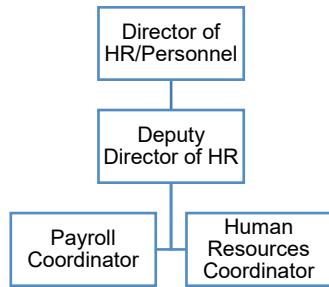 Director of
HR/Personnel
Deputy
Director of HR
Payroll
Coordinator
Human
Resources
Coordinator